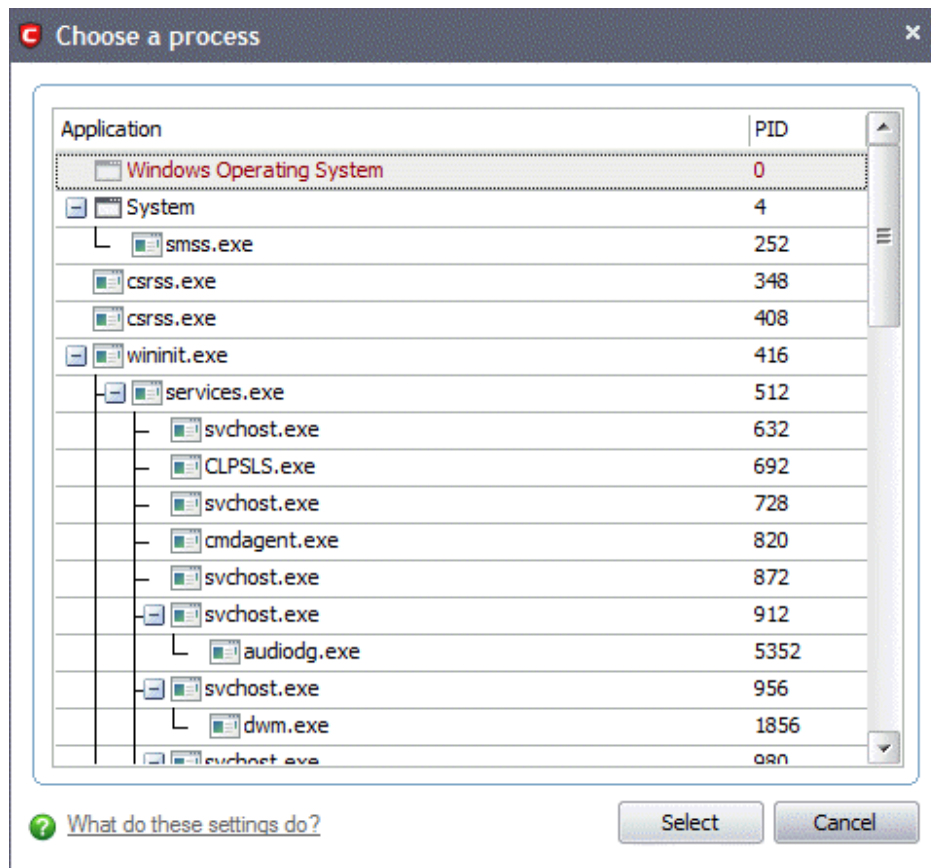 Choose a process
Application PID
Windows Operating System 0
System 4
smss.exe 252
csrss.exe 348
csrss.exe 408
wininit.exe 416
services.exe 512
svchost.exe 632
CLPSLS.exe 692
svchost.exe 728
cmdagent.exe 820
svchost.exe 872
svchost.exe 912
audiodg.exe 5352
svchost.exe 956
dwm.exe 1856
svchost.exe 980
What do these settings do? Select Cancel